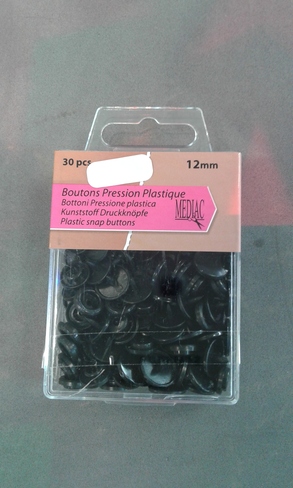 30 pcs 12mm
Boutons Pression Plastique
Bottoni Pressione plastica
Kunststoff Druckknöpfe
Plastic snap buttons
MEDIAC